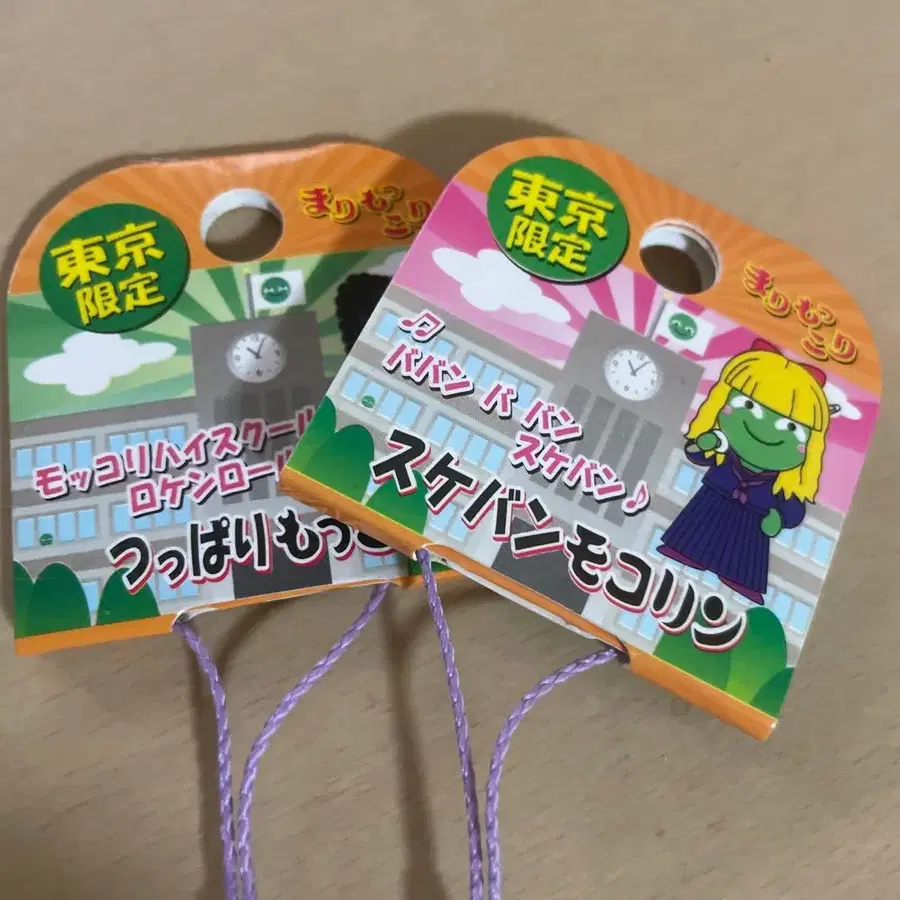 東京
限定
まりもっ
こり
モッコリハイスクール
ロケンロール
つっぱりもっこ
東京
限定
まりもっ
こり
♫
ババン バ バン
スケバン♪
スケバンモコリン